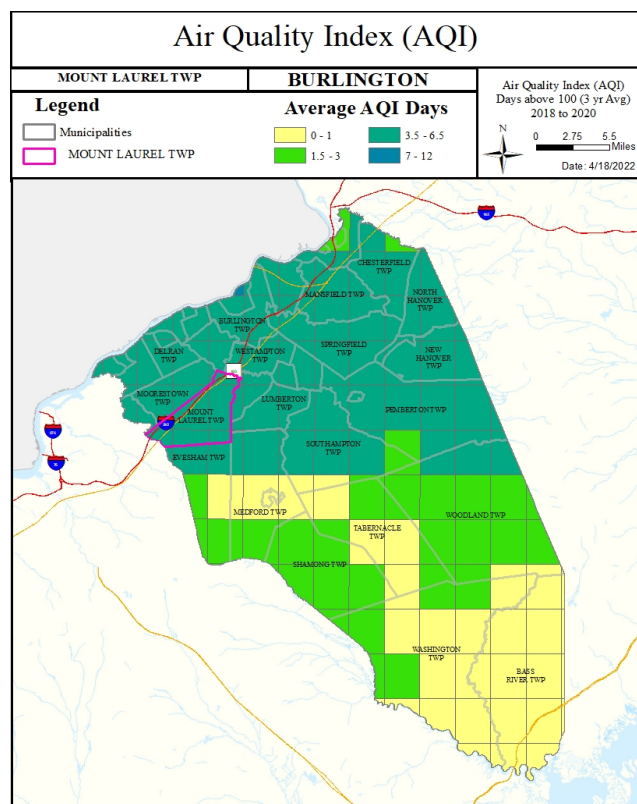 Air Quality Index (AQI)
MOUNT LAUREL TWP
BURLINGTON
Legend
Municipalities
MOUNT LAUREL TWP
Average AQI Days
0 - 1
3.5 - 6.5
1.5 - 3
7 - 12
Air Quality Index (AQI)
Days above 100 (3 yr Avg)
2018 to 2020
N
0 2.75 5.5
Miles
Date: 4/18/2022
CHESTERFIELD
TWP
MANSFIELD TWP
NORTH
HANOVER
TWP
BURLINGTON
TWP
DELRAN
TWP
WESTAMPTON
TWP
SPRINGFIELD
TWP
NEW
HANOVER
TWP
MOORESTOWN
TWP
LUMBERTON
TWP
MOUNT
LAUREL TWP
PEMBERTON TWP
EVESHAM TWP
SOUTHAMPTON
TWP
MEDFORD TWP
WOODLAND TWP
TABERNACLE
TWP
SHAMONG TWP
WASHINGTON
TWP
BASS
RIVER TWP